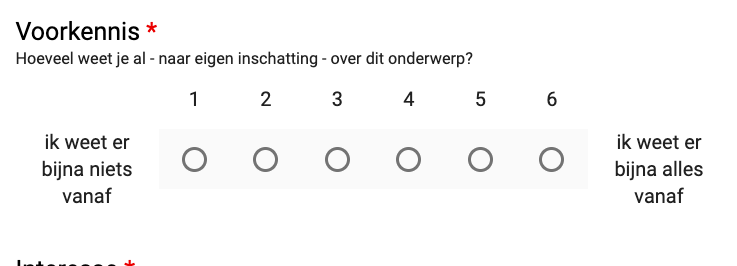 Voorkennis *
Hoeveel weet je al - naar eigen inschatting - over dit onderwerp?
1 2 3 4 5 6
ik weet er
bijna niets
vanaf
ik weet er
bijna alles
vanaf